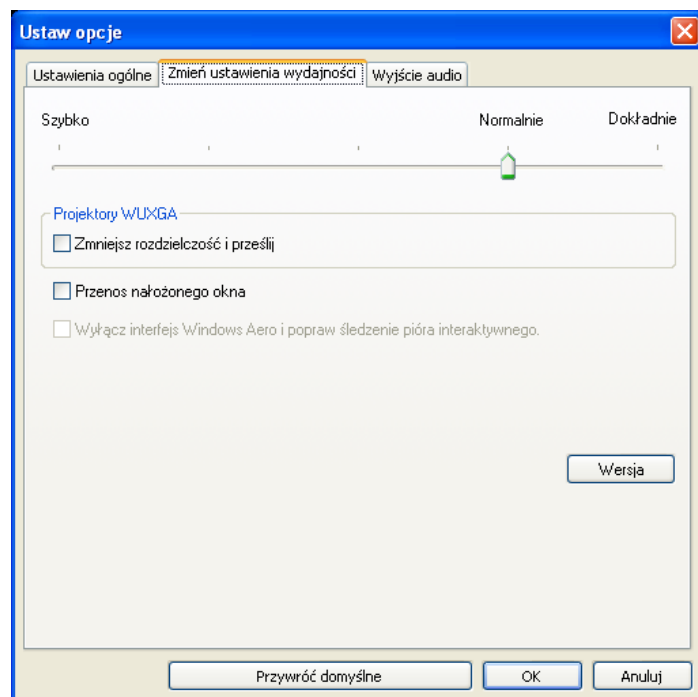 Ustaw opcje
Ustawienia ogólne Zmień ustawienia wydajności Wyjście audio
Szybko Normalnie Dokładnie
Projektory WUXGA
Zmniejsz rozdzielczość i prześlij
Przenos nałożonego okna
Wyłącz interfejs Windows Aero i popraw śledzenie pióra interaktywnego.
Wersja
Przywróć domyślne OK Anuluj